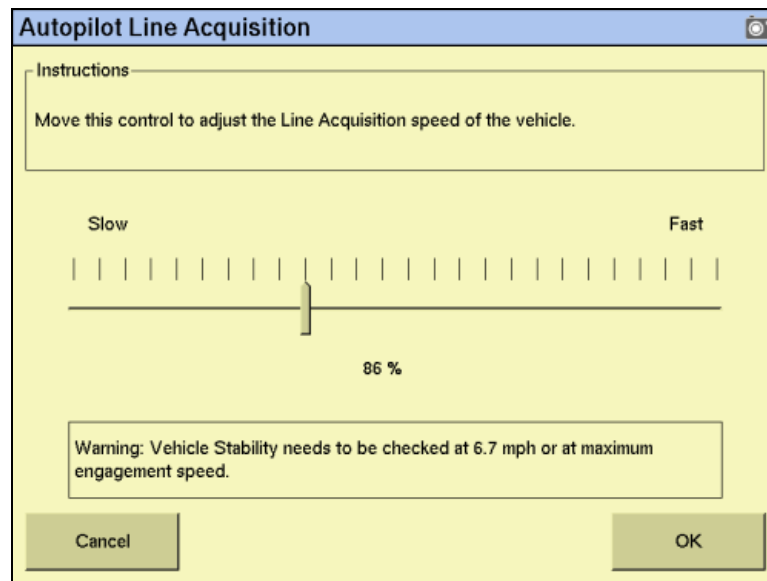 Autopilot Line Acquisition
Instructions
Move this control to adjust the Line Acquisition speed of the vehicle.
Slow
Fast
86 %
Warning: Vehicle Stability needs to be checked at 6.7 mph or at maximum
engagement speed.
Cancel
OK